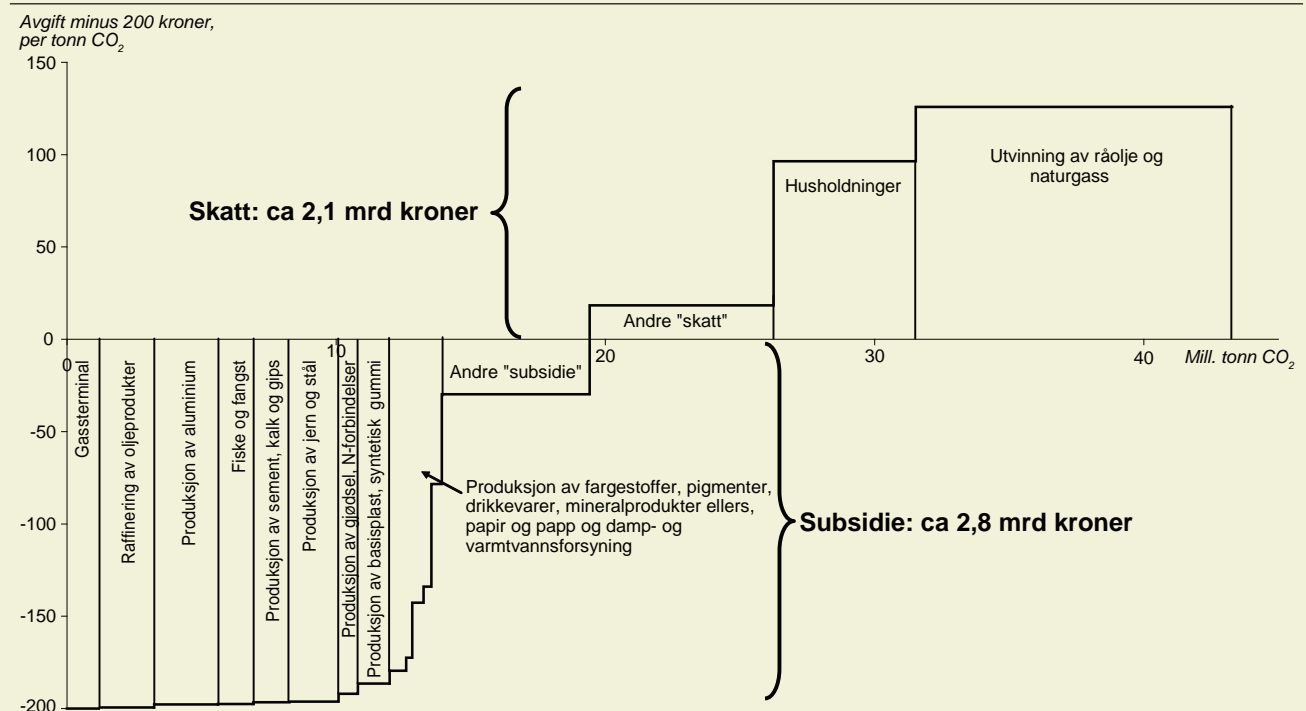 Avgift minus 200 kroner,
per tonn CO₂
150
100
50
0
-50
-100
-150
-200
0
10
20
30
40
Mill. tonn CO₂
Skatt: ca 2,1 mrd kroner
Husholdninger
Utvinning av råolje og
naturgass
Andre "skatt"
Andre "subsidie"
Gassterminal
Raffinering av oljeprodukter
Produksjon av aluminium
Fiske og fangst
Produksjon av sement, kalk og gips
Produksjon av jern og stål
Produksjon av gjødsel, N-forbindelser
Produksjon av basisplast, syntetisk gummi
Produksjon av fargestoffer, pigmenter,
drikkevarer, mineralprodukter ellers,
papir og papp og damp- og
varmtvannsforsyning
Subsidie: ca 2,8 mrd kroner